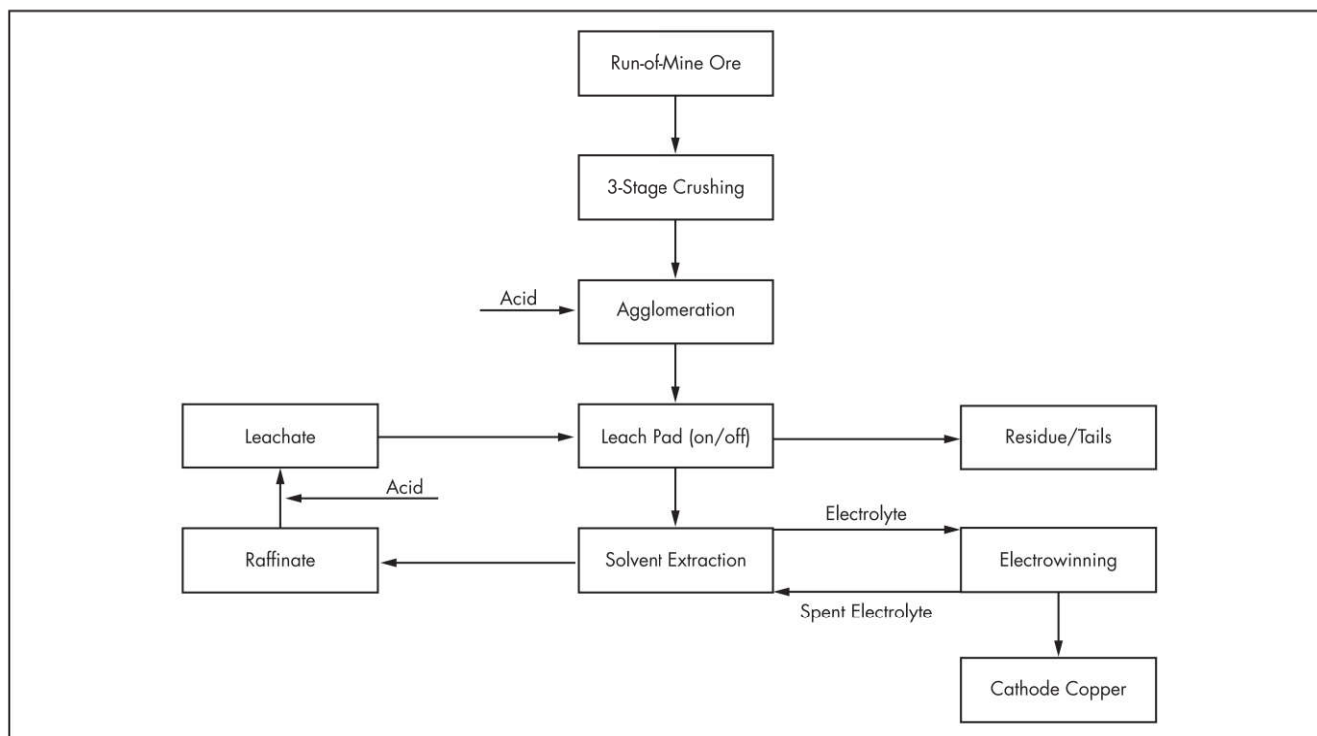 Run-of-Mine Ore
3-Stage Crushing
Acid
Agglomeration
Leachate
Leach Pad (on/off)
Residue/Tails
Acid
Electrolyte
Raffinate
Solvent Extraction
Electrowinning
Spent Electrolyte
Cathode Copper